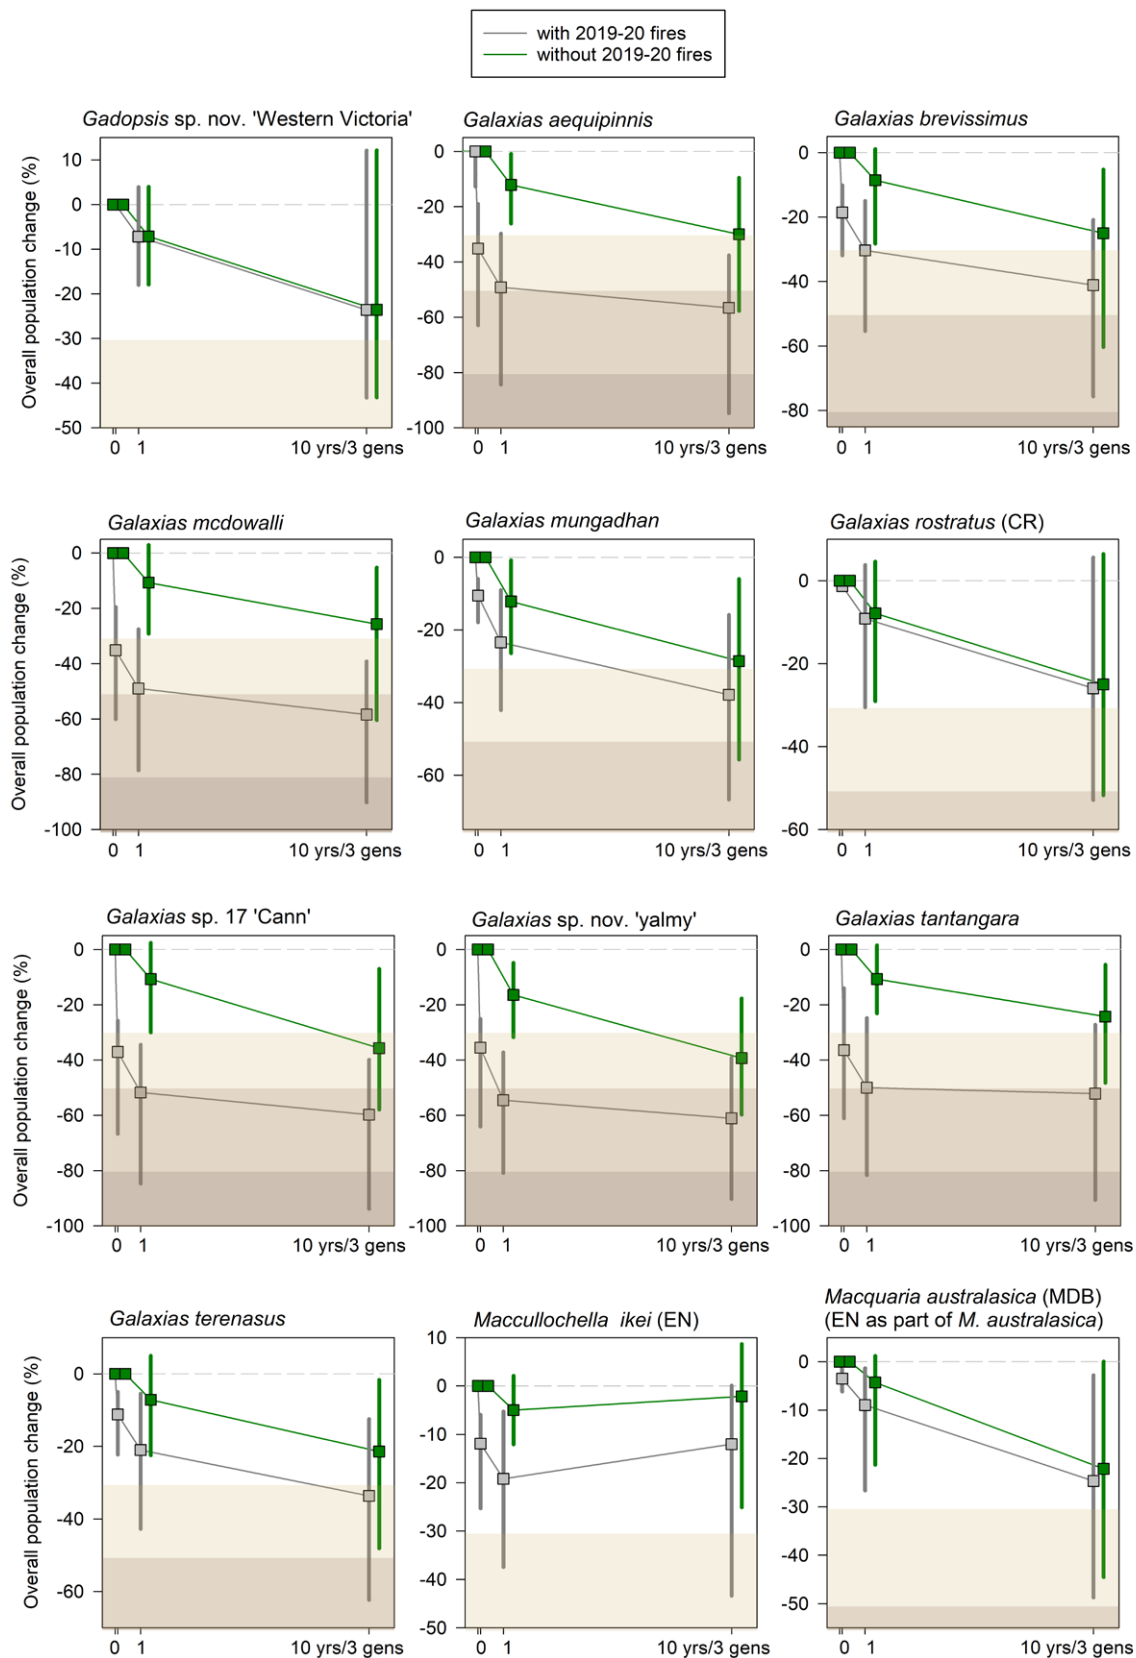 with 2019-20 fires
without 2019-20 fires
Gadopsis sp. nov. 'Western Victoria'
Galaxias aequipinnis
Galaxias brevissimus
Overall population change (%)
10
0
-10
-20
-30
-40
-50
0 1 10 yrs/3 gens
0
-20
-40
-60
-80
-100
0 1 10 yrs/3 gens
0
-20
-40
-60
-80
0 1 10 yrs/3 gens
Galaxias mcdowalli
Galaxias mungadhan
Galaxias rostratus (CR)
Overall population change (%)
0
-20
-40
-60
-80
-100
0 1 10 yrs/3 gens
0
-20
-40
-60
0 1 10 yrs/3 gens
0
-20
-40
-60
0 1 10 yrs/3 gens
Galaxias sp. 17 'Cann'
Galaxias sp. nov. 'yalmy'
Galaxias tantangara
Overall population change (%)
0
-20
-40
-60
-80
-100
0 1 10 yrs/3 gens
0
-20
-40
-60
-80
-100
0 1 10 yrs/3 gens
0
-20
-40
-60
-80
-100
0 1 10 yrs/3 gens
Galaxias terenasus
Maccullochella ikei (EN)
Macquaria australasica (MDB)
(EN as part of M. australasica)
Overall population change (%)
0
-20
-40
-60
0 1 10 yrs/3 gens
10
0
-10
-20
-30
-40
-50
0 1 10 yrs/3 gens
0
-10
-20
-30
-40
-50
0 1 10 yrs/3 gens